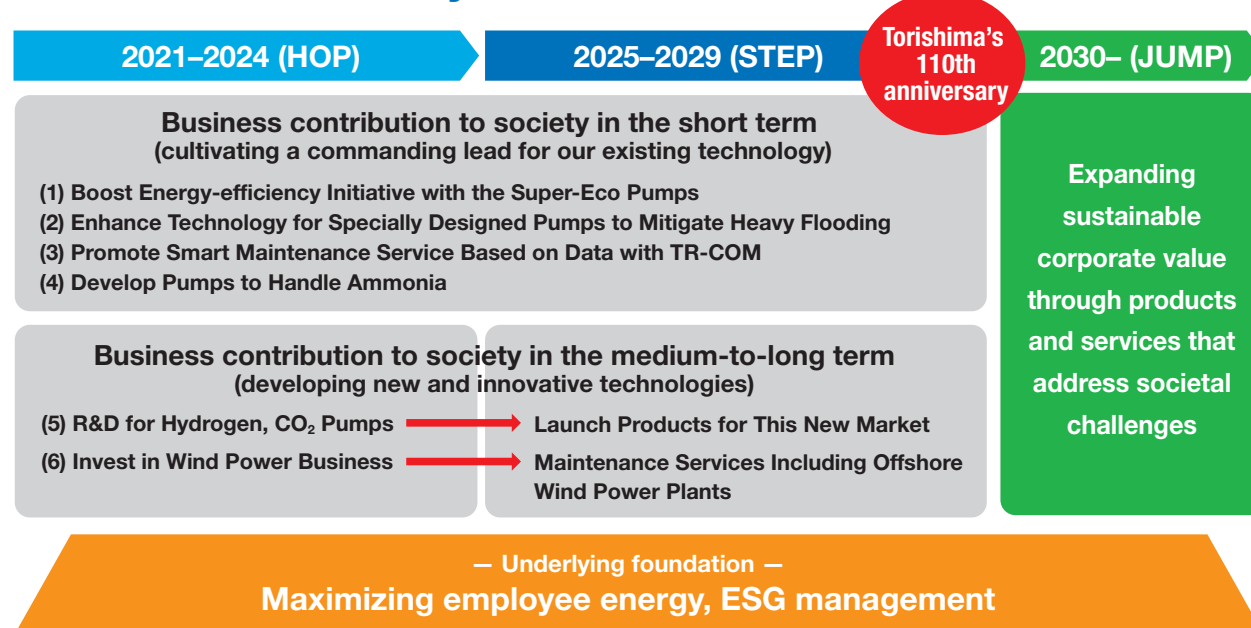 2021–2024 (HOP)
2025–2029 (STEP)
Torishima's
110th
anniversary
2030– (JUMP)
Business contribution to society in the short term
(cultivating a commanding lead for our existing technology)
(1) Boost Energy-efficiency Initiative with the Super-Eco Pumps
(2) Enhance Technology for Specially Designed Pumps to Mitigate Heavy Flooding
(3) Promote Smart Maintenance Service Based on Data with TR-COM
(4) Develop Pumps to Handle Ammonia
Business contribution to society in the medium-to-long term
(developing new and innovative technologies)
(5) R&D for Hydrogen, CO₂ Pumps
Launch Products for This New Market
(6) Invest in Wind Power Business
Maintenance Services Including Offshore
Wind Power Plants
Expanding
sustainable
corporate value
through products
and services that
address societal
challenges
— Underlying foundation —
Maximizing employee energy, ESG management